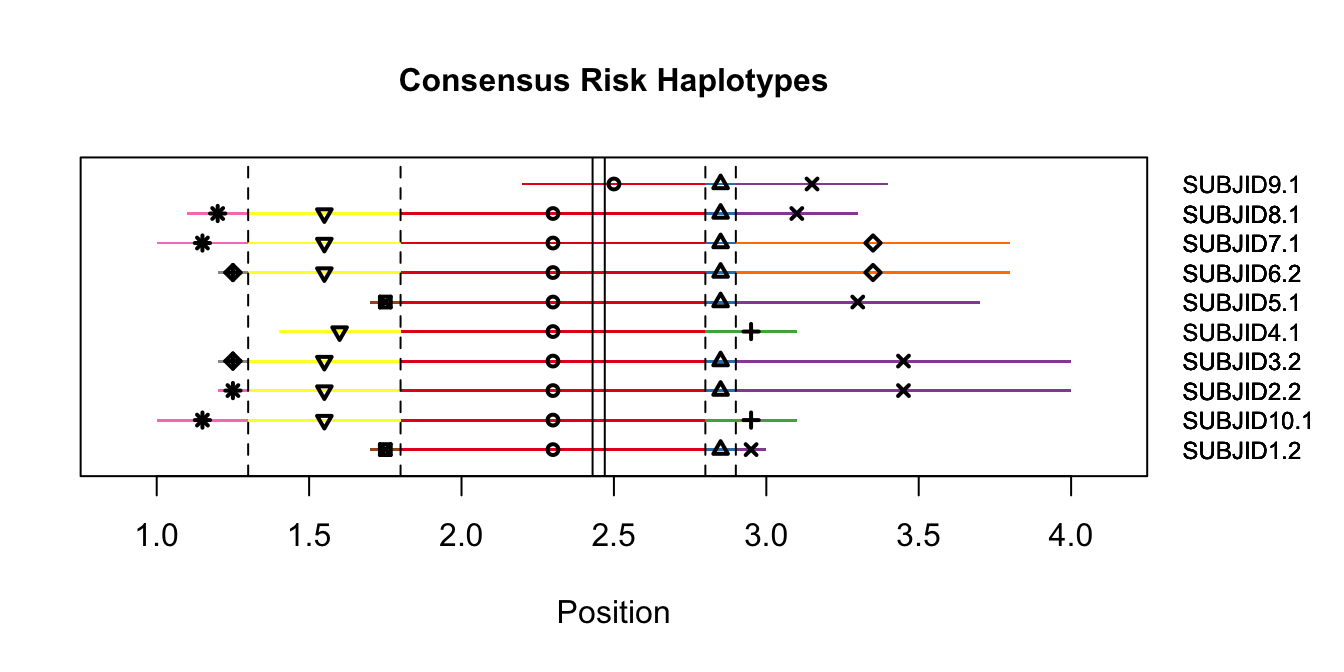 Consensus Risk Haplotypes
SUBJID9.1
SUBJID8.1
SUBJID7.1
SUBJID6.2
SUBJID5.1
SUBJID4.1
SUBJID3.2
SUBJID2.2
SUBJID10.1
SUBJID1.2
1.0 1.5 2.0 2.5 3.0 3.5 4.0
Position